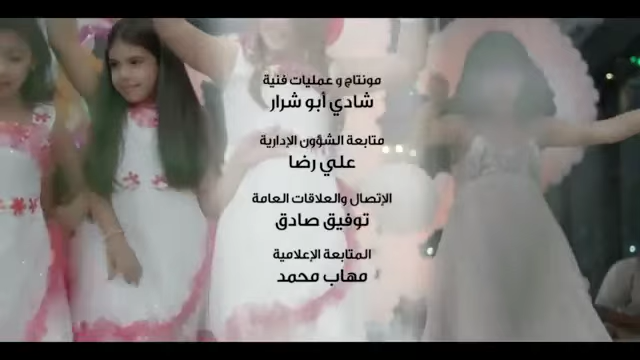 مونتاج و عمليات فنية
شادي أبو شرار
متابعة الشؤون الإدارية
علي رضا
الإتصال والعلاقات العامة
توفيق صادق
المتابعة الإعلامية
مهاب محمد